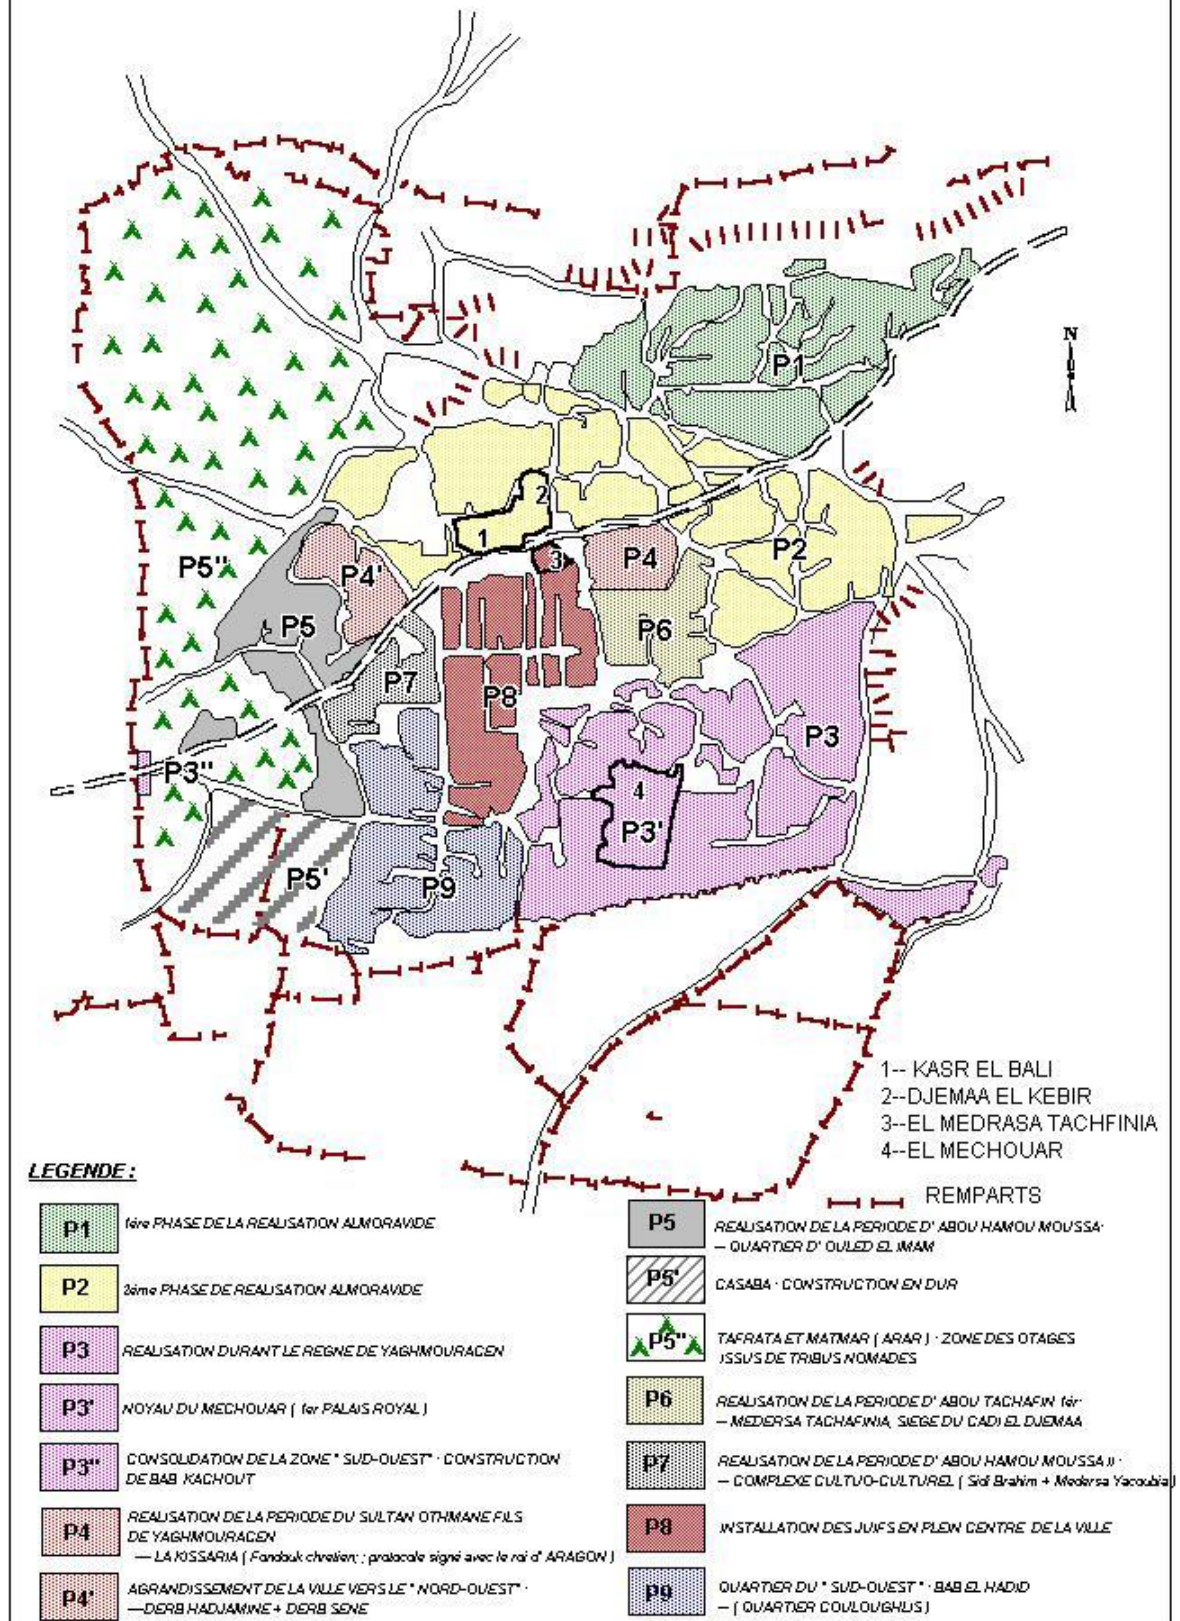 N
P1
2
1
3
P4
P2
P5"
P4'
P5
P6
P7
P8
P3
P3"
4
P3'
P5'
P9
1-- KASR EL BALI
2--DJEMAA EL KEBIR
3--EL MEDRASA TACHFINIA
4--EL MECHOUAR
REMPARTS
LEGENDE :
P1 1ére PHASE DE LA REALISATION ALMORAVIDE
P2 2éme PHASE DE REALISATION ALMORAVIDE
P3 REALISATION DURANT LE REGNE DE YAGHMOURACEN
P3' NOYAU DU MECHOUAR ( 1er PALAIS ROYAL )
P3" CONSOLIDATION DE LA ZONE " SUD-OUEST" - CONSTRUCTION
DE BAB KACHOUT
P4 REALISATION DE LA PERIODE DU SULTAN OTHMANE FILS
DE YAGHMOURACEN
— LA KISSARIA ( Fondouk chretien; ; protocole signé avec le roi d' ARAGON )
P4' AGRANDISSEMENT DE LA VILLE VERS LE " NORD-OUEST" -
—DERB HADJAMINE + DERB SENE
P5 REALISATION DE LA PERIODE D' ABOU HAMOU MOUSSA-
— QUARTIER D' OULED EL IMAM
P5' CASABA - CONSTRUCTION EN DUR
P5" TAFRATA ET MATMAR ( ARAR ) - ZONE DES OTAGES
ISSUS DE TRIBUS NOMADES
P6 REALISATION DE LA PERIODE D' ABOU TACHAFIN 1ér-
— MEDERSA TACHAFINIA, SIEGE DU CADI EL DJEMAA
P7 REALISATION DE LA PERIODE D' ABOU HAMOU MOUSSA II -
— COMPLEXE CULTUO-CULTUREL ( Sidi Brahim + Medersa Yacoubia )
P8 INSTALLATION DES JUIFS EN PLEIN CENTRE DE LA VILLE
P9 QUARTIER DU " SUD-OUEST " - BAB EL HADID
— ( QUARTIER COULOUGHLIS )